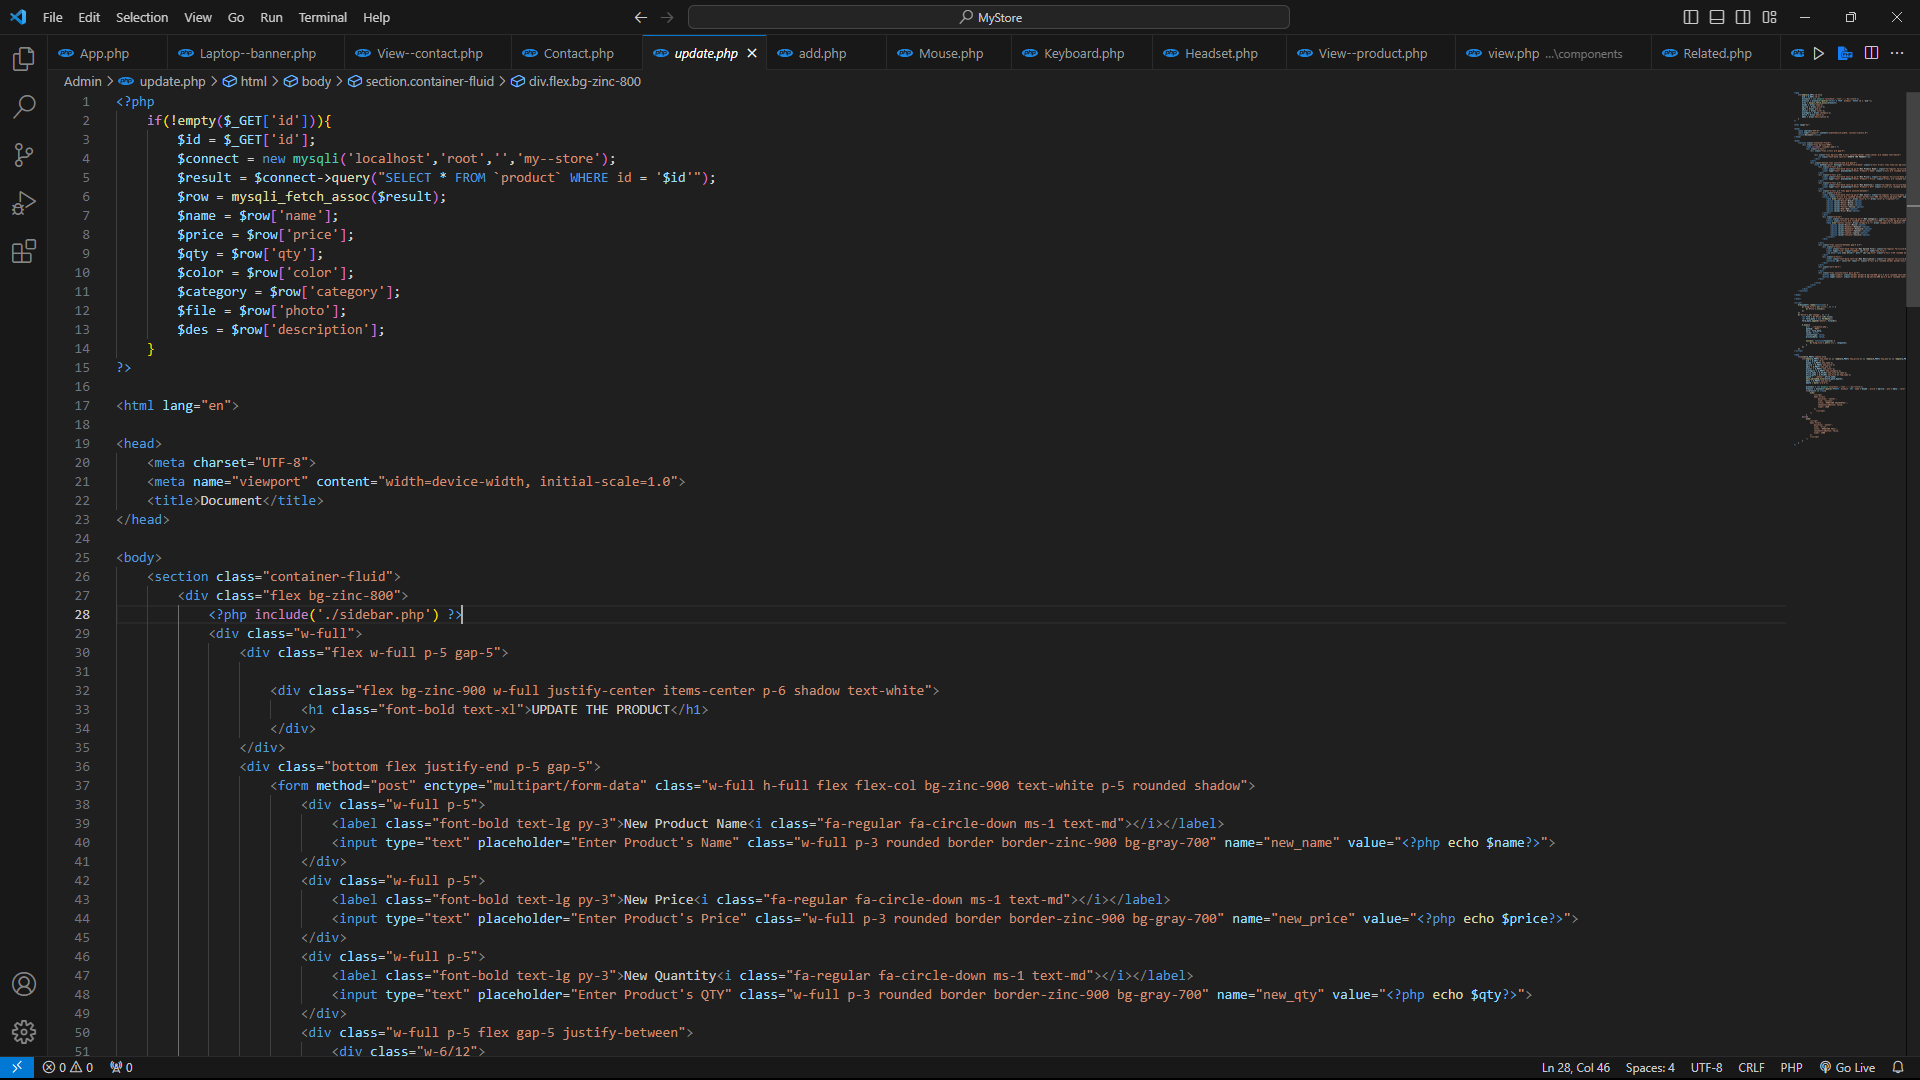 File Edit Selection View Go Run Terminal Help
MyStore
App.php Laptop--banner.php View--contact.php Contact.php update.php add.php Mouse.php Keyboard.php Headset.php View--product.php view.php ...\components Related.php
Admin > update.php > html > body > section.container-fluid > div.flex.bg-zinc-800
1 <?php
2 if(!empty($_GET['id'])){
3 $id = $_GET['id'];
4 $connect = new mysqli('localhost','root','','my--store');
5 $result = $connect->query("SELECT * FROM `product` WHERE id = '$id'");
6 $row = mysqli_fetch_assoc($result);
7 $name = $row['name'];
8 $price = $row['price'];
9 $qty = $row['qty'];
10 $color = $row['color'];
11 $category = $row['category'];
12 $file = $row['photo'];
13 $des = $row['description'];
14 }
15 ?>
16
17 <html lang="en">
18
19 <head>
20 <meta charset="UTF-8">
21 <meta name="viewport" content="width=device-width, initial-scale=1.0">
22 <title>Document</title>
23 </head>
24
25 <body>
26 <section class="container-fluid">
27 <div class="flex bg-zinc-800">
28 <?php include('./sidebar.php') ?>
29 <div class="w-full">
30 <div class="flex w-full p-5 gap-5">
31
32 <div class="flex bg-zinc-900 w-full justify-center items-center p-6 shadow text-white">
33 <h1 class="font-bold text-xl">UPDATE THE PRODUCT</h1>
34 </div>
35 </div>
36 <div class="bottom flex justify-end p-5 gap-5">
37 <form method="post" enctype="multipart/form-data" class="w-full h-full flex flex-col bg-zinc-900 text-white p-5 rounded shadow">
38 <div class="w-full p-5">
39 <label class="font-bold text-lg py-3">New Product Name<i class="fa-regular fa-circle-down ms-1 text-md"></i></label>
40 <input type="text" placeholder="Enter Product's Name" class="w-full p-3 rounded border border-zinc-900 bg-gray-700" name="new_name" value="<?php echo $name?>">
41 </div>
42 <div class="w-full p-5">
43 <label class="font-bold text-lg py-3">New Price<i class="fa-regular fa-circle-down ms-1 text-md"></i></label>
44 <input type="text" placeholder="Enter Product's Price" class="w-full p-3 rounded border border-zinc-900 bg-gray-700" name="new_price" value="<?php echo $price?>">
45 </div>
46 <div class="w-full p-5">
47 <label class="font-bold text-lg py-3">New Quantity<i class="fa-regular fa-circle-down ms-1 text-md"></i></label>
48 <input type="text" placeholder="Enter Product's QTY" class="w-full p-3 rounded border border-zinc-900 bg-gray-700" name="new_qty" value="<?php echo $qty?>">
49 </div>
50 <div class="w-full p-5 flex gap-5 justify-between">
51 <div class="w-6/12">
0 0 0 Ln 28, Col 46 Spaces: 4 UTF-8 CRLF PHP Go Live